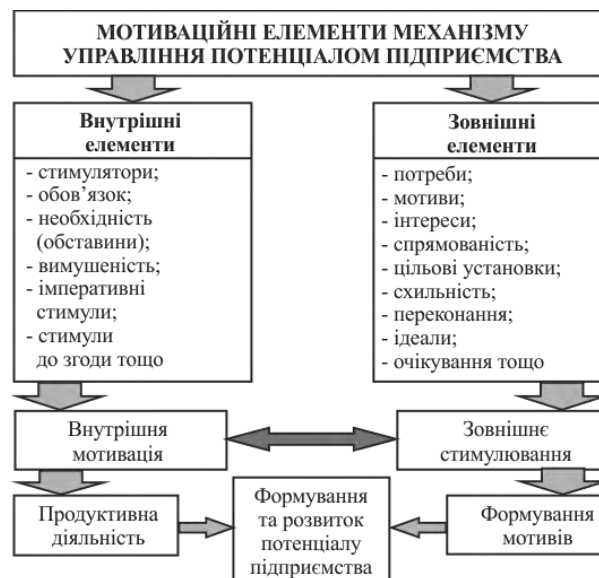 МОТИВАЦІЙНІ ЕЛЕМЕНТИ МЕХАНІЗМУ
УПРАВЛІННЯ ПОТЕНЦІАЛОМ ПІДПРИЄМСТВА
Внутрішні
елементи
- стимулятори;
- обов’язок;
- необхідність
(обставини);
- вимушеність;
- імперативні
стимули;
- стимули
до згоди тощо
Зовнішні
елементи
- потреби;
- мотиви;
- інтереси;
- спрямованість;
- цільові установки;
- схильність;
- переконання;
- ідеали;
- очікування тощо
Внутрішня
мотивація
Зовнішнє
стимулювання
Продуктивна
діяльність
Формування
та розвиток
потенціалу
підприємства
Формування
мотивів